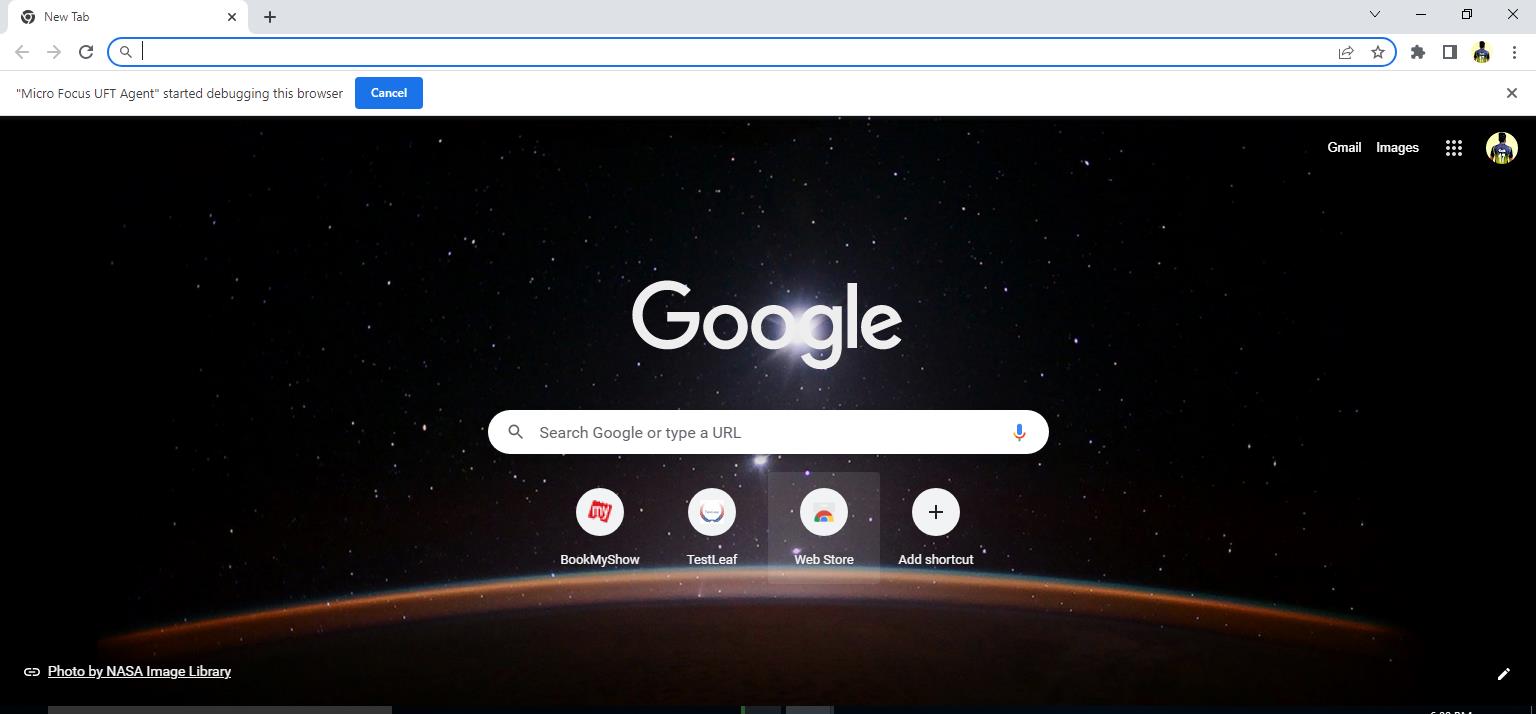 New Tab
"Micro Focus UFT Agent" started debugging this browser
Cancel
Gmail Images
Google
Search Google or type a URL
my
BookMyShow TestLeaf Web Store Add shortcut
Photo by NASA Image Library